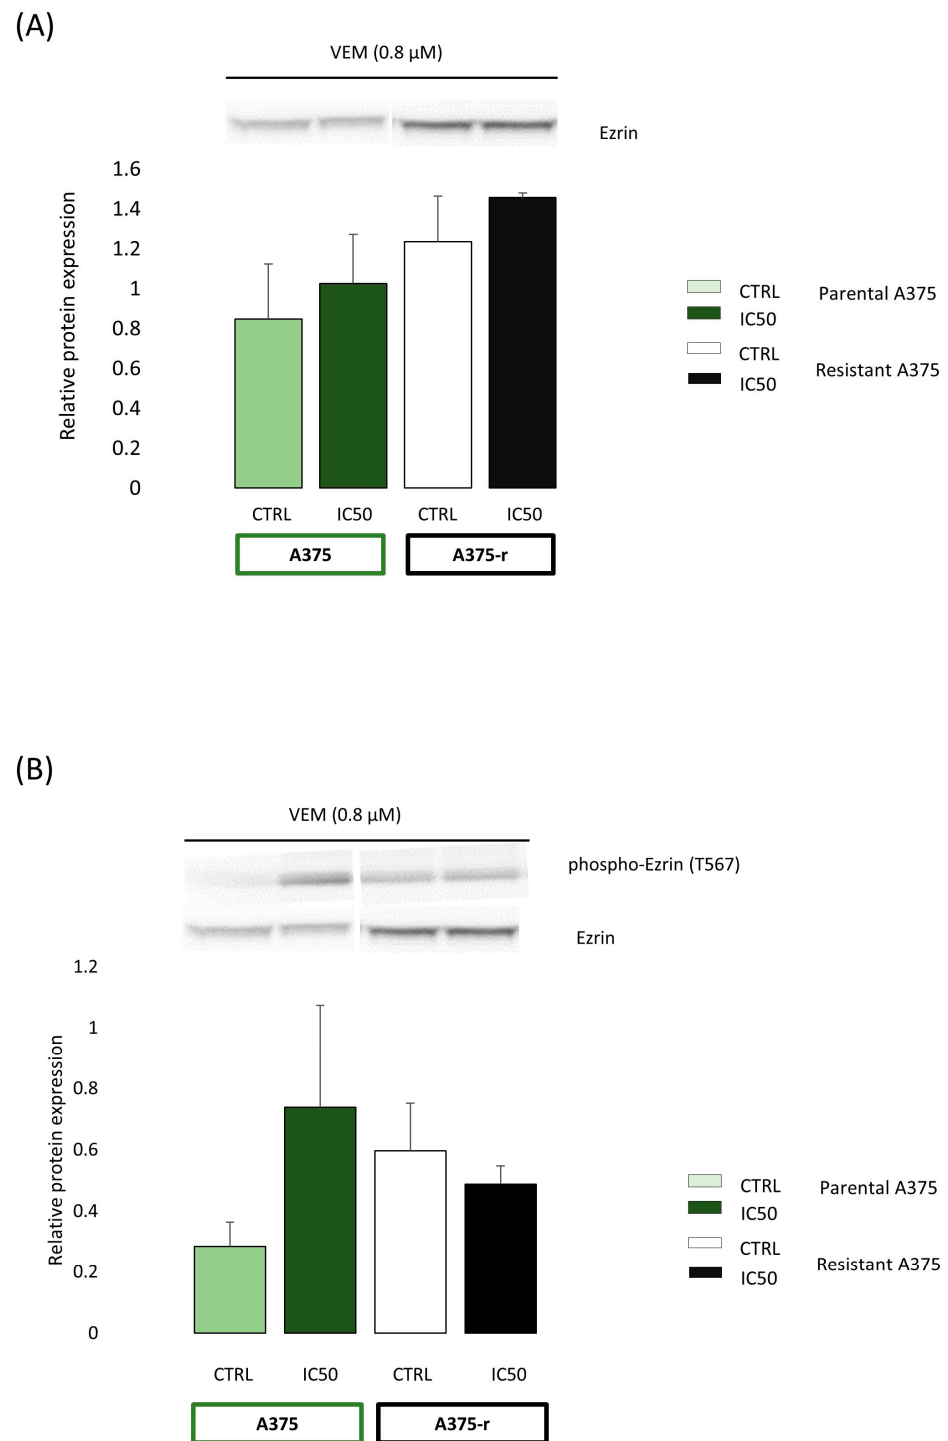 (A)
VEM (0.8 µM)
Ezrin
1.6
1.4
1.2
1
0.8
0.6
0.4
0.2
0
Relative protein expression
CTRL IC50 CTRL IC50
A375 A375-r
CTRL Parental A375
IC50
CTRL
IC50 Resistant A375
(B)
VEM (0.8 µM)
phospho-Ezrin (T567)
Ezrin
1.2
1
0.8
0.6
0.4
0.2
0
Relative protein expression
CTRL IC50 CTRL IC50
A375 A375-r
CTRL Parental A375
IC50
CTRL
IC50 Resistant A375